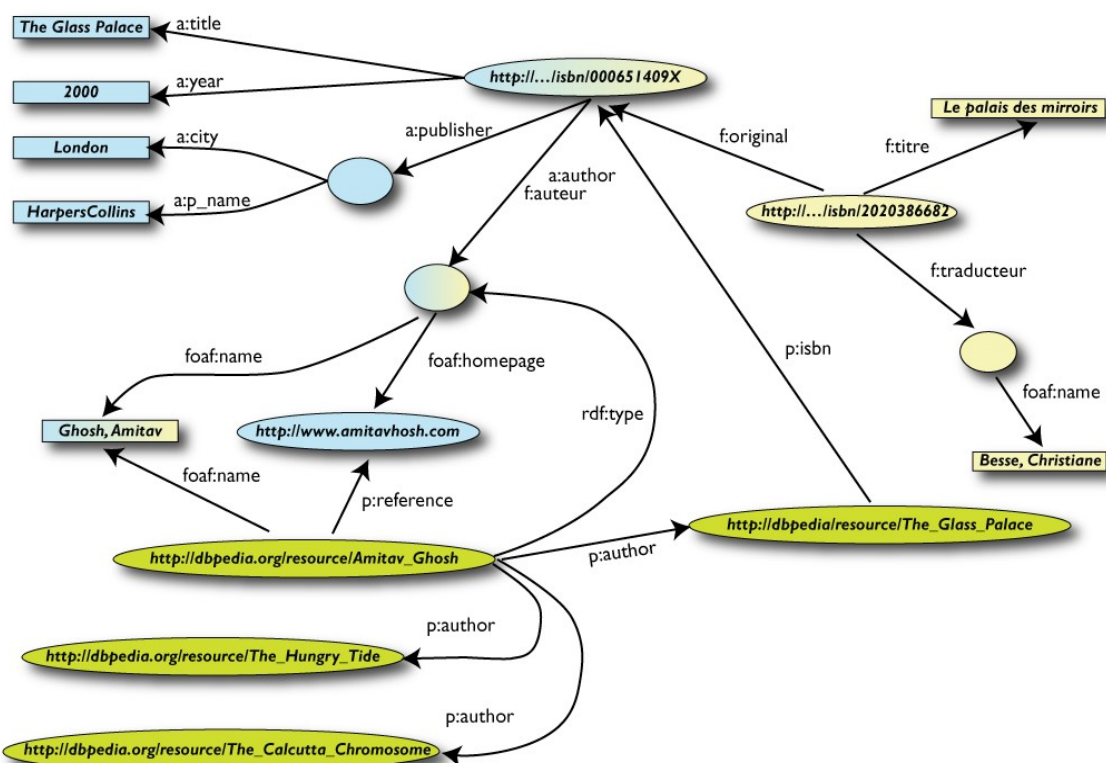 The Glass Palace
a:title
http://.../isbn/000651409X
2000
a:year
Le palais des mirroirs
a:publisher
f:original
London
a:city
f:titre
a:author
f:auteur
HarpersCollins
a:p_name
http://.../isbn/2020386682
f:traducteur
foaf:name
foaf:homepage
p:isbn
rdf:type
foaf:name
Ghosh, Amitav
http://www.amitavhosh.com
Besse, Christiane
foaf:name
p:reference
http://dbpedia/resource/The_Glass_Palace
http://dbpedia.org/resource/Amitav_Ghosh
p:author
p:author
http://dbpedia.org/resource/The_Hungry_Tide
p:author
http://dbpedia.org/resource/The_Calcutta_Chromosome